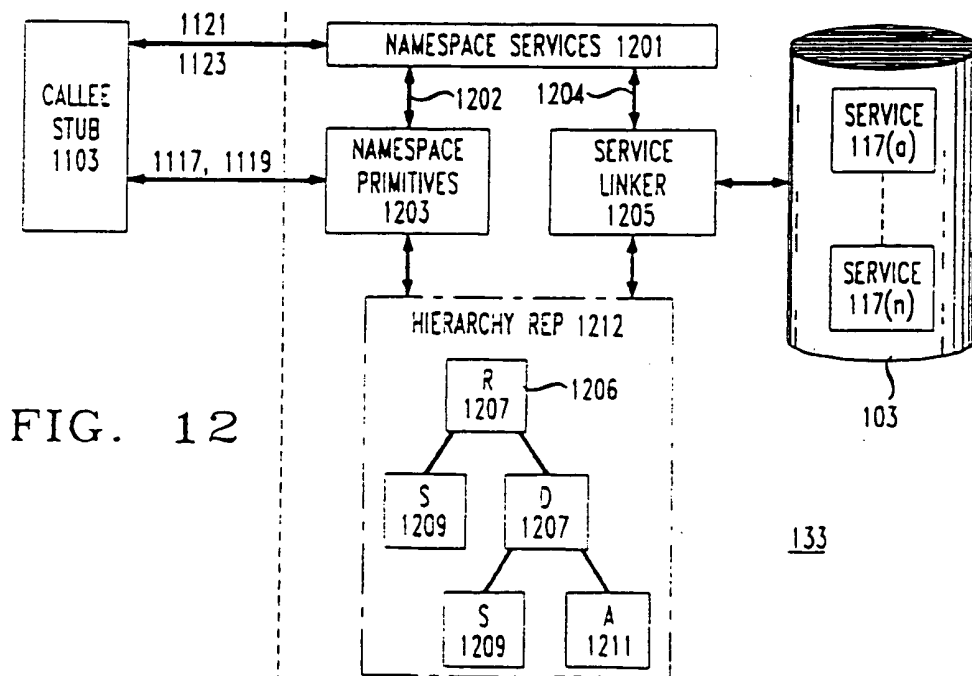 1121
1123
CALLEE
STUB
1103
1117, 1119
NAMESPACE SERVICES 1201
1202
1204
NAMESPACE
PRIMITIVES
1203
SERVICE
LINKER
1205
SERVICE
117(a)
SERVICE
117(n)
103
HIERARCHY REP 1212
R
1207
1206
S
1209
D
1207
S
1209
A
1211
133
FIG. 12